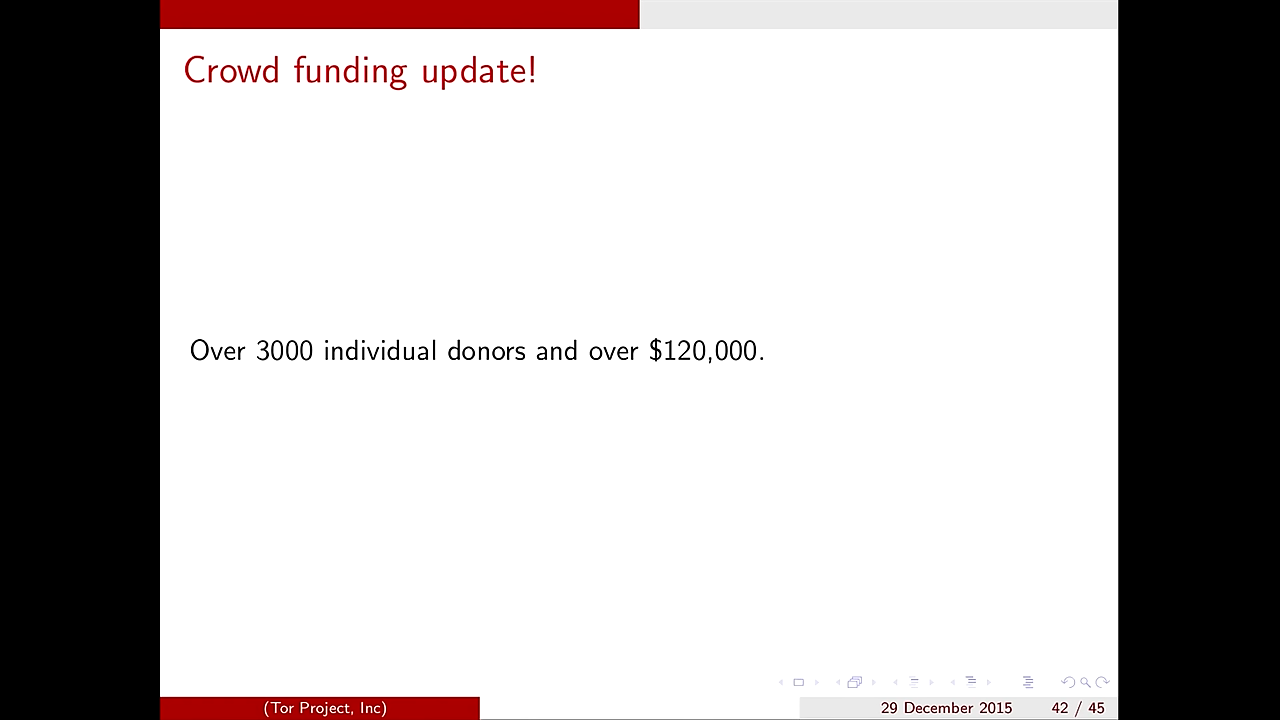 Crowd funding update!
Over 3000 individual donors and over $120,000.
(Tor Project, Inc)
29 December 2015
42 / 45